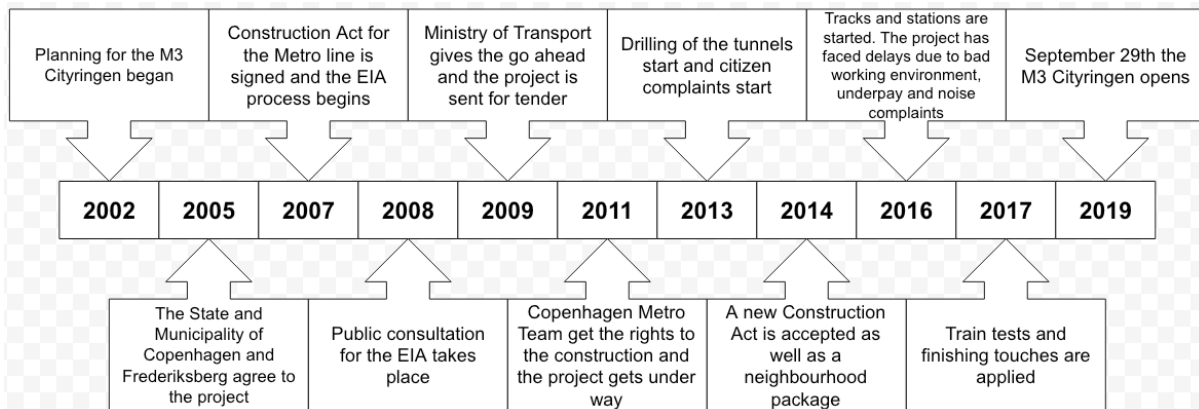 Planning for the M3
Cityringen began
Construction Act for
the Metro line is
signed and the EIA
process begins
Ministry of Transport
gives the go ahead
and the project is
sent for tender
Drilling of the tunnels
start and citizen
complaints start
Tracks and stations are
started. The project has
faced delays due to bad
working environment,
underpay and noise
complaints
September 29th the
M3 Cityringen opens
2002 2005 2007 2008 2009 2011 2013 2014 2016 2017 2019
The State and
Municipality of
Copenhagen and
Frederiksberg agree to
the project
Public consultation
for the EIA takes
place
Copenhagen Metro
Team get the rights to
the construction and
the project gets under
way
A new Construction
Act is accepted as
well as a
neighbourhood
package
Train tests and
finishing touches are
applied